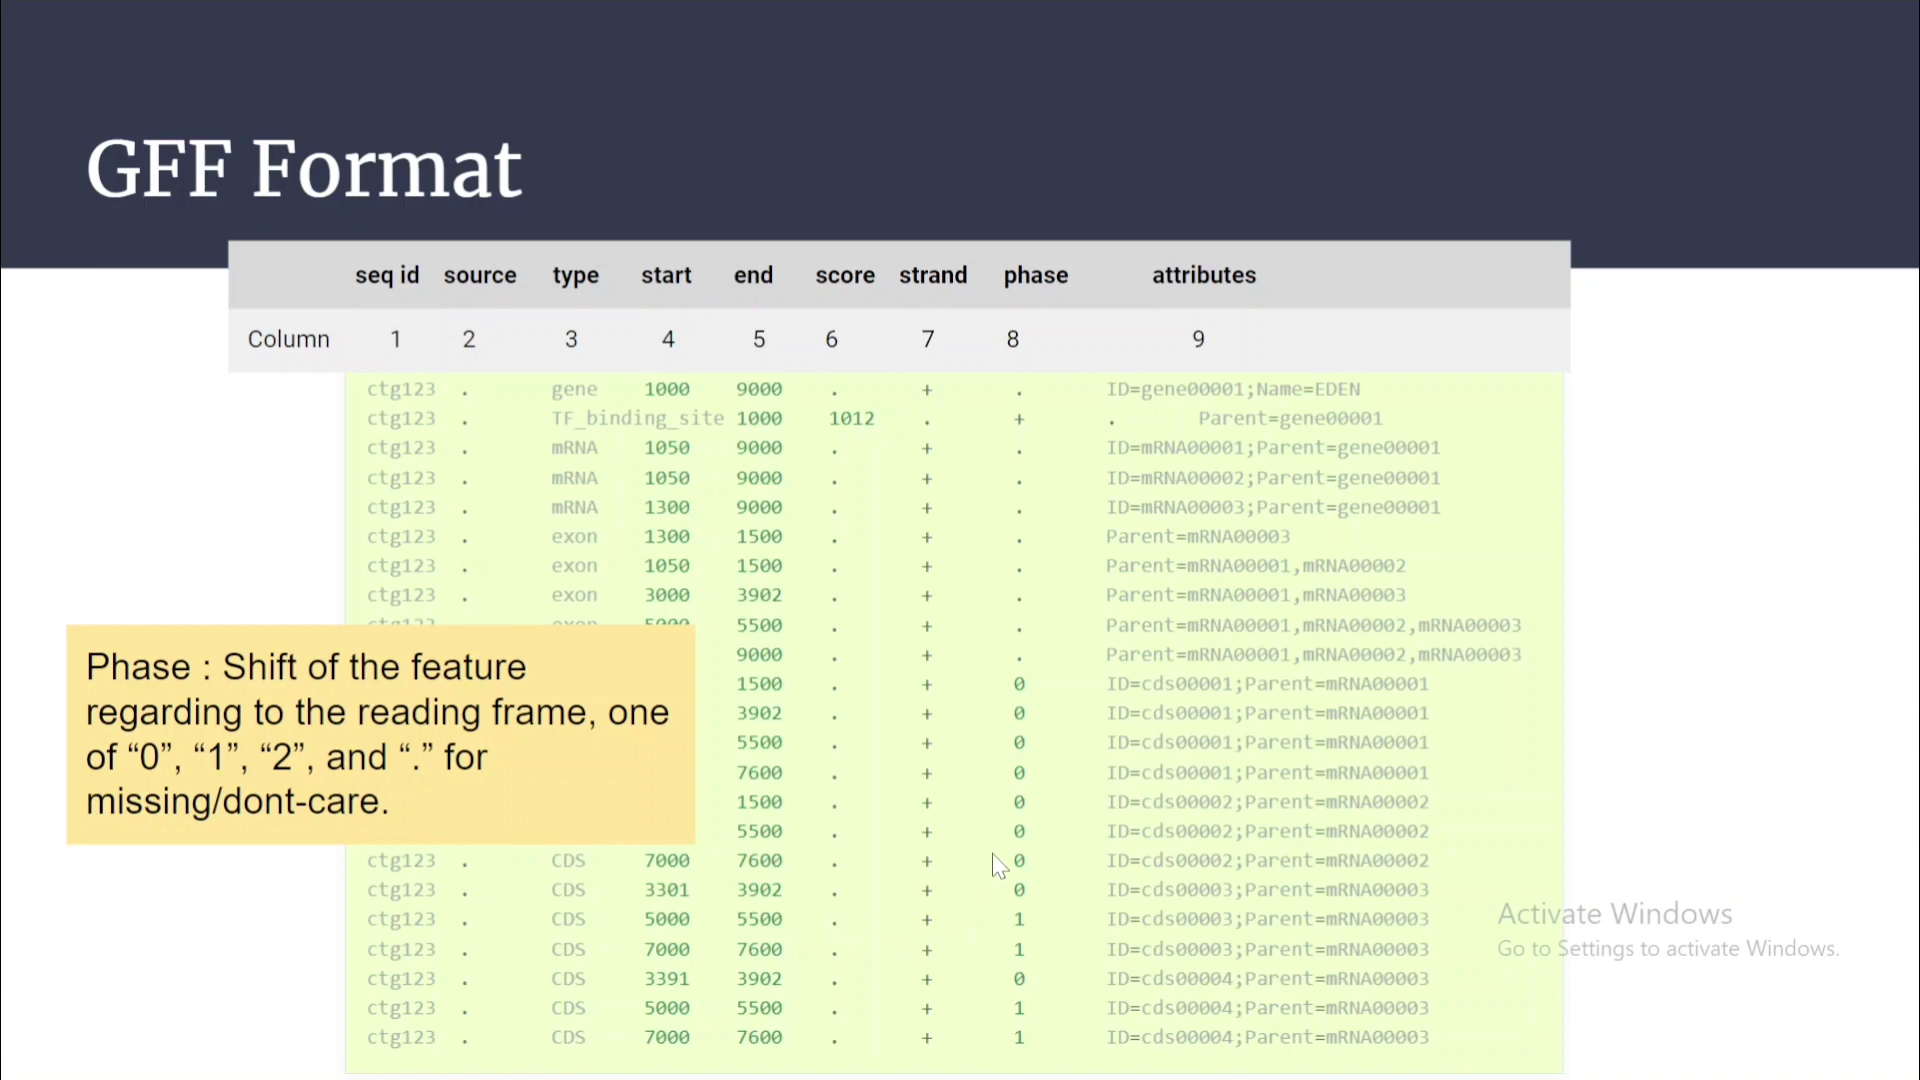 GFF Format
seq id source type start end score strand phase attributes
Column 1 2 3 4 5 6 7 8 9
ctg123 . gene 1000 9000 . + . ID=gene00001;Name=EDEN
ctg123 . TF_binding_site 1000 1012 . + . Parent=gene00001
ctg123 . mRNA 1050 9000 . + . ID=mRNA00001;Parent=gene00001
ctg123 . mRNA 1050 9000 . + . ID=mRNA00002;Parent=gene00001
ctg123 . mRNA 1300 9000 . + . ID=mRNA00003;Parent=gene00001
ctg123 . exon 1300 1500 . + . Parent=mRNA00003
ctg123 . exon 1050 1500 . + . Parent=mRNA00001,mRNA00002
ctg123 . exon 3000 3902 . + . Parent=mRNA00001,mRNA00003
ctg123 . exon 5000 5500 . + . Parent=mRNA00001,mRNA00002,mRNA00003
9000 . + . Parent=mRNA00001,mRNA00002,mRNA00003
1500 . + 0 ID=cds00001;Parent=mRNA00001
3902 . + 0 ID=cds00001;Parent=mRNA00001
5500 . + 0 ID=cds00001;Parent=mRNA00001
7600 . + 0 ID=cds00001;Parent=mRNA00001
1500 . + 0 ID=cds00002;Parent=mRNA00002
5500 . + 0 ID=cds00002;Parent=mRNA00002
ctg123 . CDS 7000 7600 . + 0 ID=cds00002;Parent=mRNA00002
ctg123 . CDS 3301 3902 . + 0 ID=cds00003;Parent=mRNA00003
ctg123 . CDS 5000 5500 . + 1 ID=cds00003;Parent=mRNA00003
ctg123 . CDS 7000 7600 . + 1 ID=cds00003;Parent=mRNA00003
ctg123 . CDS 3391 3902 . + 0 ID=cds00004;Parent=mRNA00003
ctg123 . CDS 5000 5500 . + 1 ID=cds00004;Parent=mRNA00003
ctg123 . CDS 7000 7600 . + 1 ID=cds00004;Parent=mRNA00003
Phase : Shift of the feature
regarding to the reading frame, one
of “0”, “1”, “2”, and “.” for
missing/dont-care.
Activate Windows
Go to Settings to activate Windows.